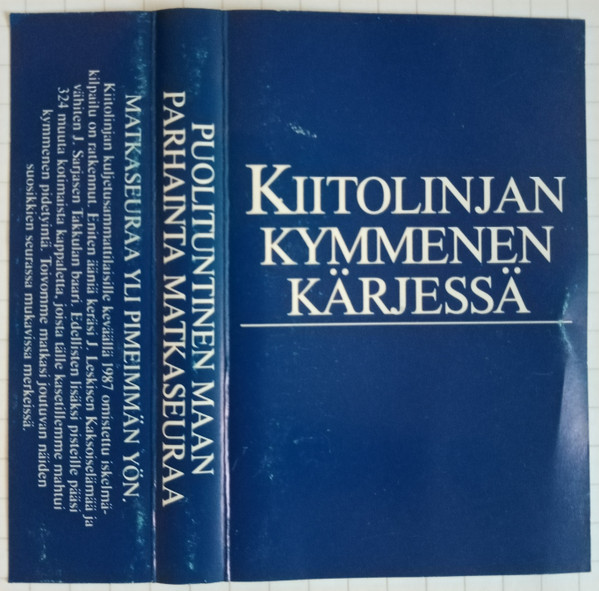 KIITOLINJAN
KYMMENEN
KÄRJESSÄ
PUOLITUNTINEN MAAN
PARHAINTA MATKASEURAA
MATKASEURAA YLI PIMEIMMÄN YÖN.
Kiitolinjan kuljetusammattilaisille keväällä 1987 omistettu iskelmä-
kilpailu on ratkennut. Eniten ääniä keräsi J. Leskisen Kaksoiselämää ja
vähiten J. Sarjasen Takkulan baari. Edellisten lisäksi pisteille pääsi
324 muuta kotimaista kappaletta, joista tälle kasetillemme mahtui
kymmenen pidetyintä. Toivomme matkasi joutuvan näiden
suosikkien seurassa mukavissa merkeissä.